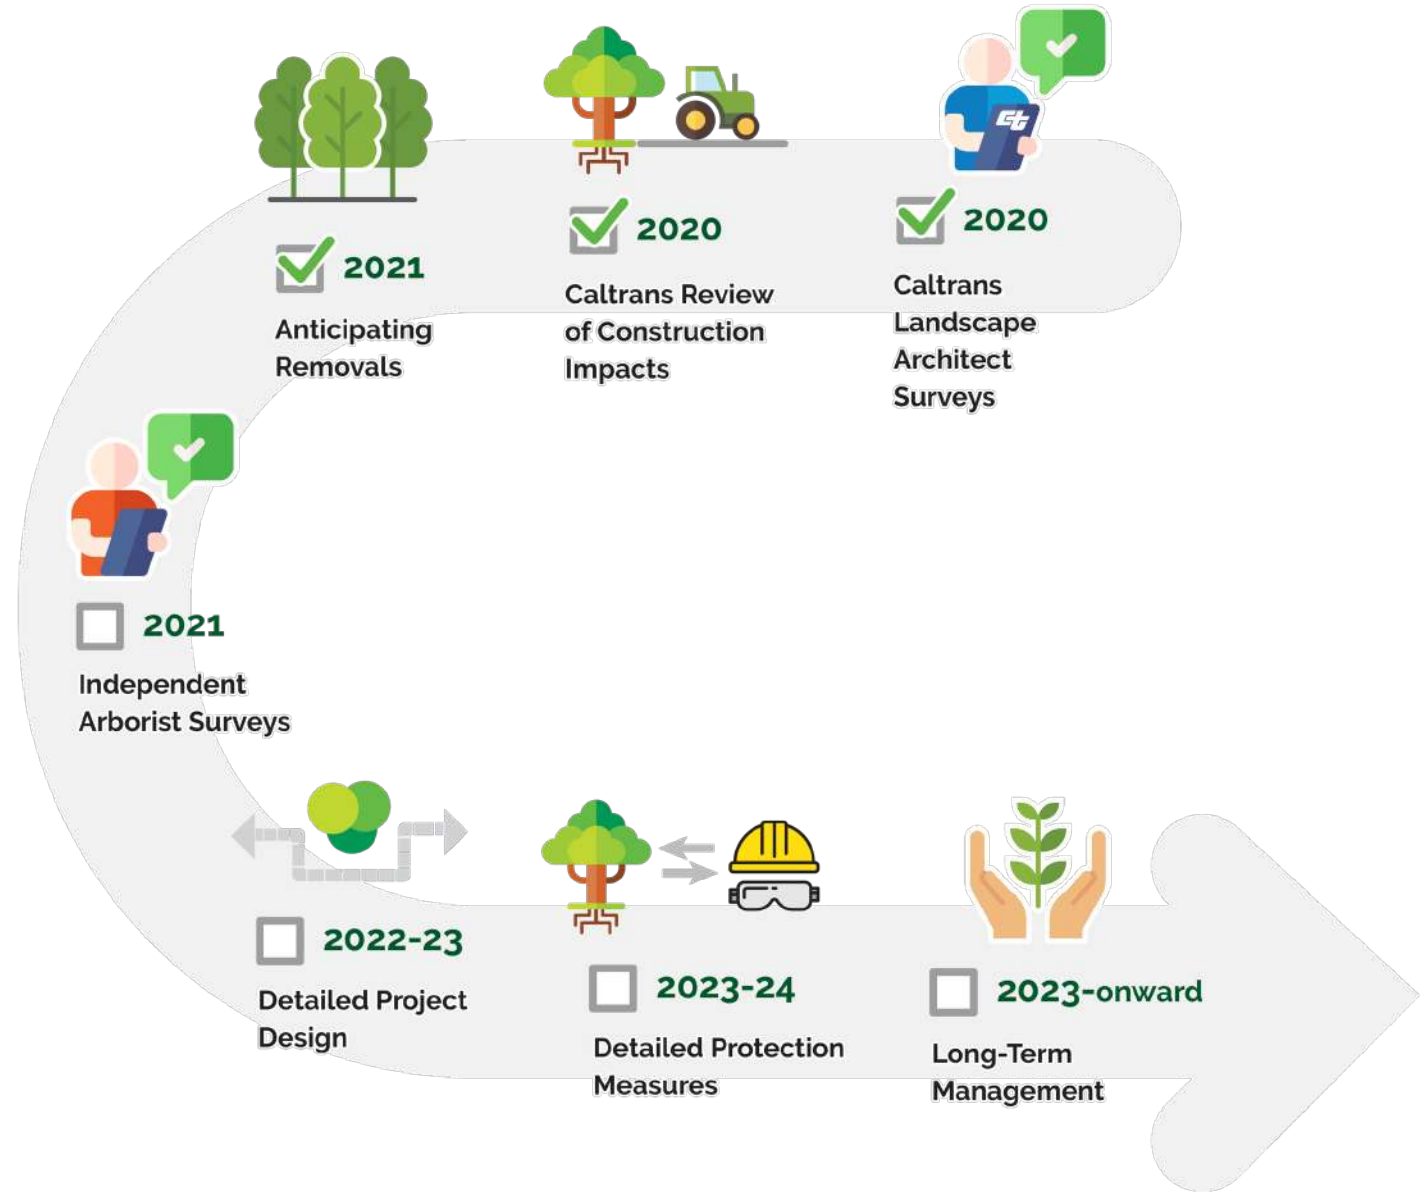 2020
Caltrans
Landscape
Architect
Surveys
2020
Caltrans Review
of Construction
Impacts
2021
Anticipating
Removals
2021
Independent
Arborist Surveys
2022-23
Detailed Project
Design
2023-24
Detailed Protection
Measures
2023-onward
Long-Term
Management
ct